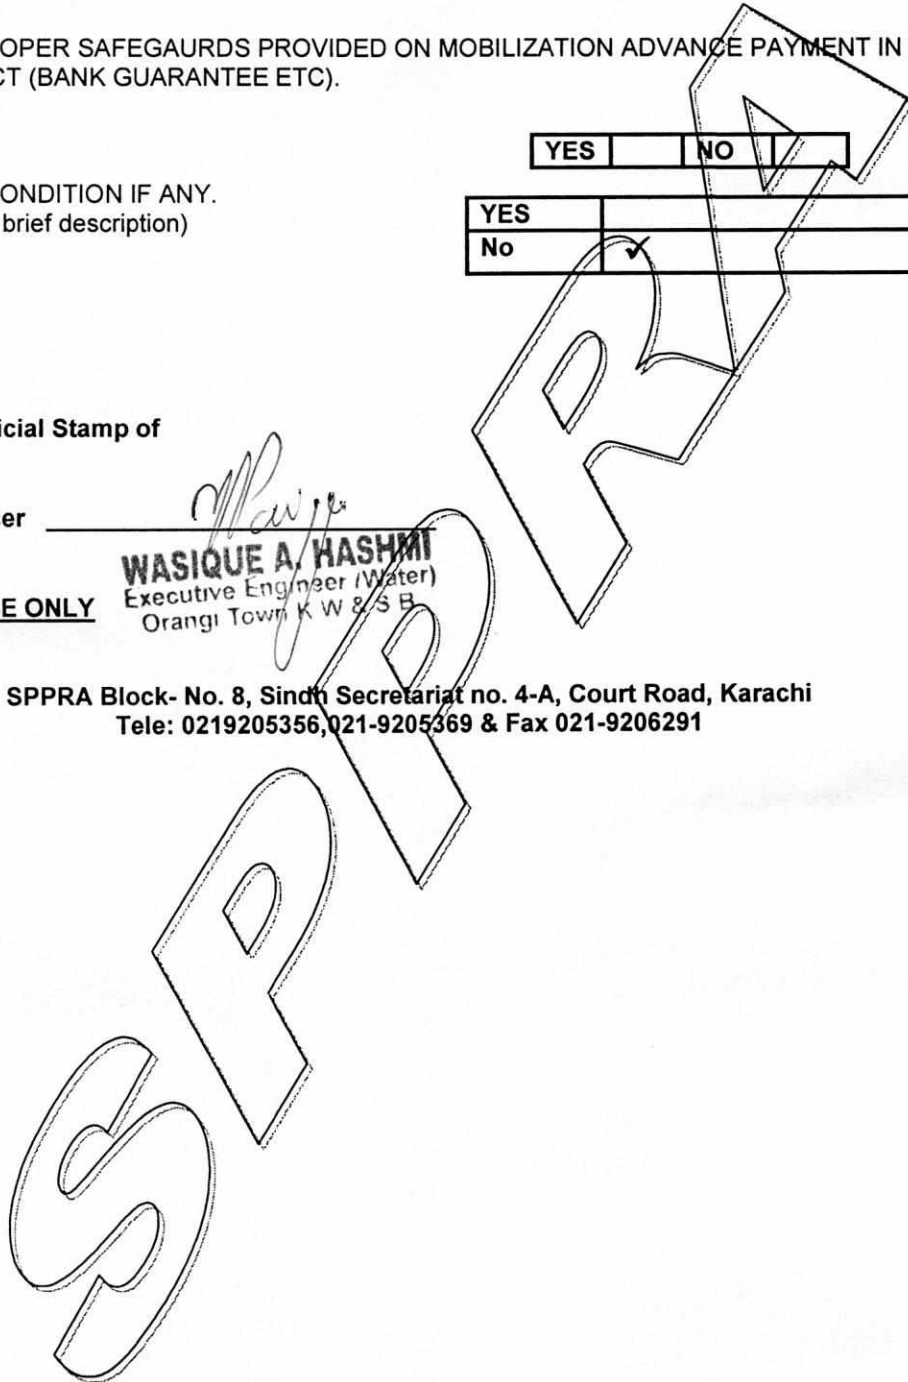 OPER SAFEGAURDS PROVIDED ON MOBILIZATION ADVANCE PAYMENT IN
CT (BANK GUARANTEE ETC).
YES NO
ONDITION IF ANY.
brief description)
YES
No ✓
icial Stamp of
er
WASIQUE A. HASHMI
Executive Engineer (Water)
Orangi Town K W & S B
E ONLY
SPPRA Block- No. 8, Sindh Secretariat no. 4-A, Court Road, Karachi
Tele: 0219205356,021-9205369 & Fax 021-9206291
SPPRA